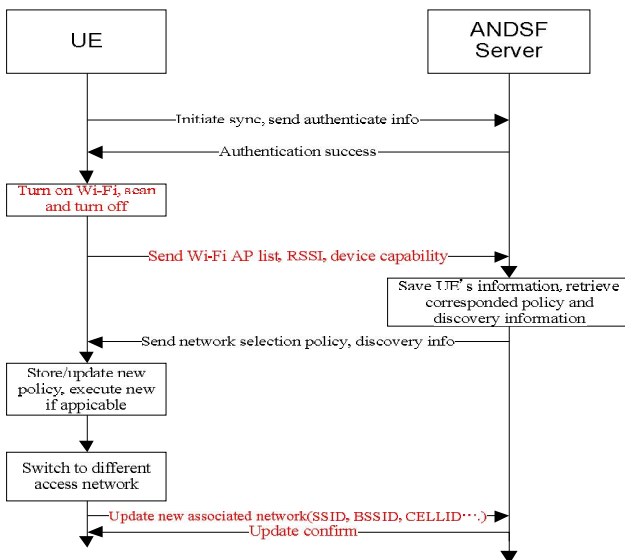 UE
ANDSF
Server
Initiate sync, send authenticate info
Authentication success
Turn on Wi-Fi, scan
and turn off
Send Wi-Fi AP list, RSSI, device capability
Save UE's information, retrieve
corresponded policy and
discovery information
Send network selection policy, discovery info
Store/update new
policy, execute new
if appicable
Switch to different
access network
Update new associated network(SSID, BSSID, CELLID···.)
Update confirm